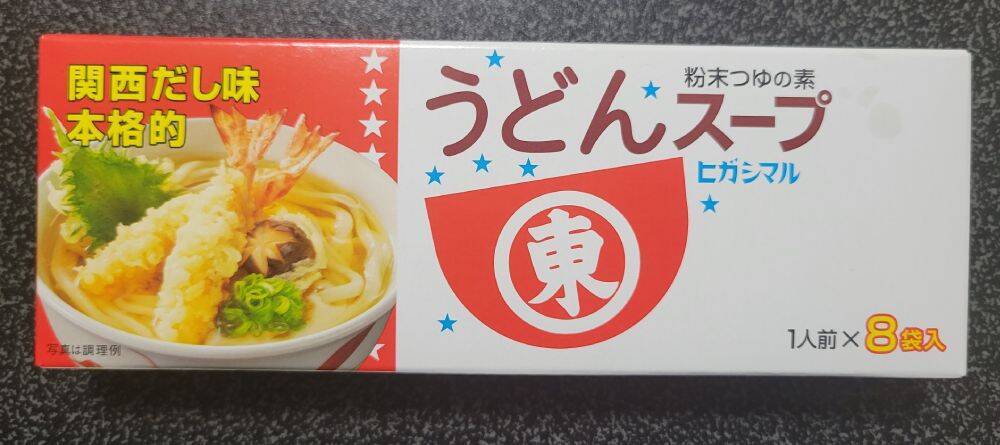 関西だし味
本格的
写真は調理例
粉末つゆの素
うどんスープ
ヒガシマル
東
1人前×8袋入